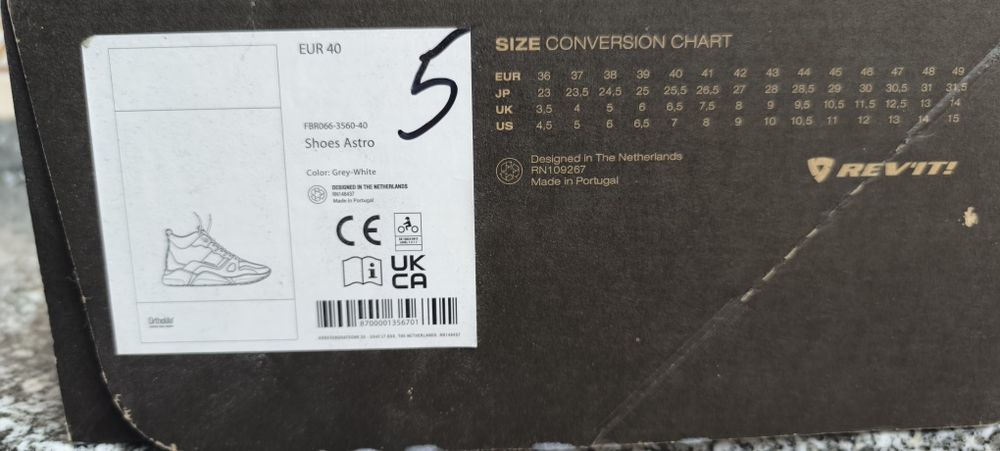 EUR 40
5
FBR066-3560-40
Shoes Astro
Color: Grey-White
DESIGNED IN THE NETHERLANDS
RN148437
Made in Portugal
CE
i
UK
CA
Ortholite
8700001356701
THE NETHERLANDS RN148437
SIZE CONVERSION CHART
EUR 36 37 38 39 40 41 42 43 44 45 46 47 48 49
JP 23 23,5 24,5 25 25,5 26,5 27 28 28,5 29 30 30,5 31 31,5
UK 3,5 4 5 6 6,5 7,5 8 9 9,5 10,5 11,5 12,5 13 14
US 4,5 5 6 6,5 7 8 9 10 10,5 11 12 13 14 15
Designed in The Netherlands
RN109267
Made in Portugal
REV'IT!